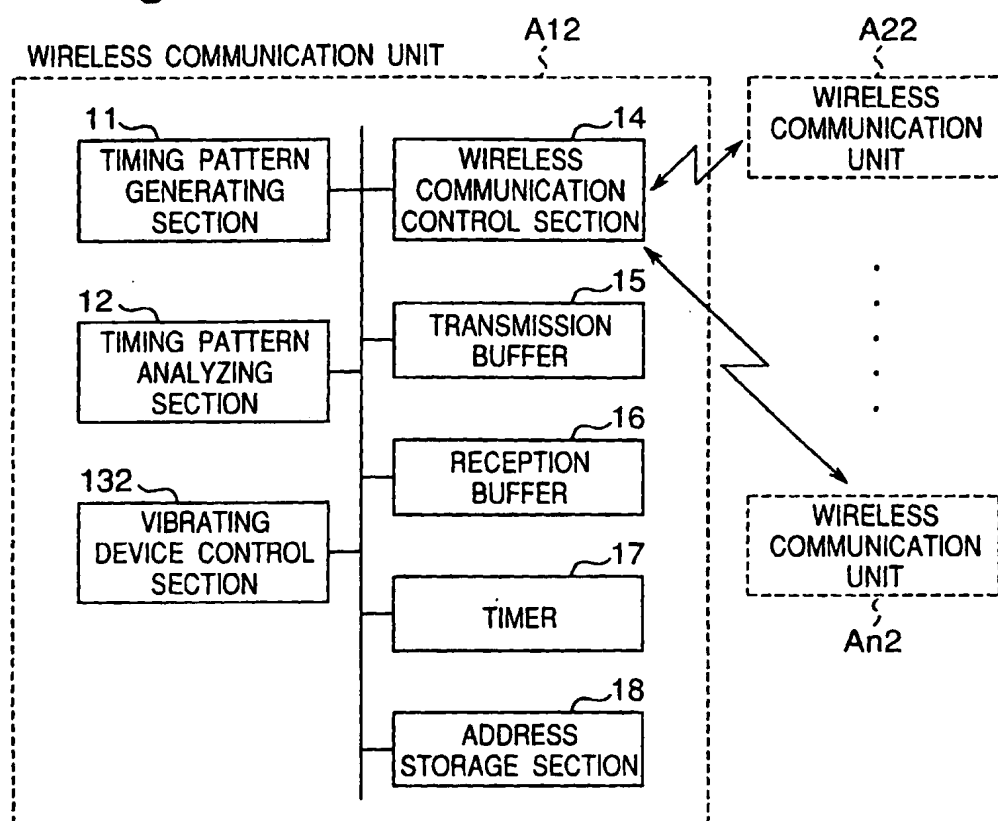 A12
A22
WIRELESS COMMUNICATION UNIT
11
TIMING PATTERN
GENERATING
SECTION
14
WIRELESS
COMMUNICATION
CONTROL SECTION
WIRELESS
COMMUNICATION
UNIT
12
TIMING PATTERN
ANALYZING
SECTION
15
TRANSMISSION
BUFFER
132
VIBRATING
DEVICE CONTROL
SECTION
16
RECEPTION
BUFFER
WIRELESS
COMMUNICATION
UNIT
An2
17
TIMER
18
ADDRESS
STORAGE SECTION